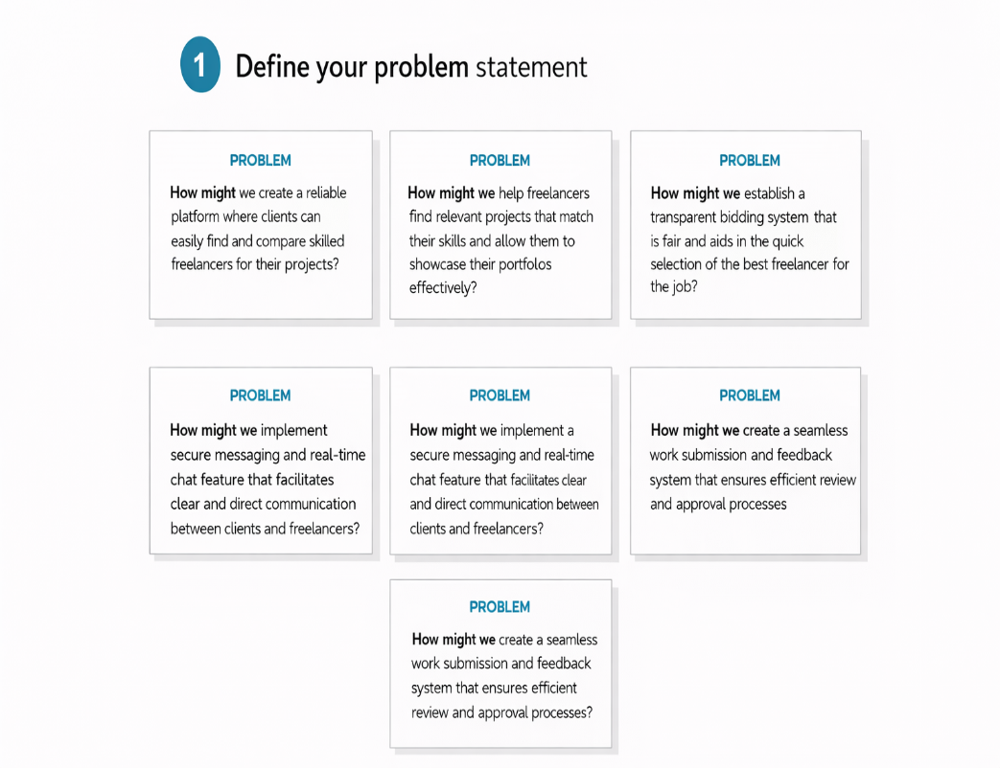 1 Define your problem statement
PROBLEM
How might we create a reliable
platform where clients can
easily find and compare skilled
freelancers for their projects?
PROBLEM
How might we help freelancers
find relevant projects that match
their skills and allow them to
showcase their portfolos
effectively?
PROBLEM
How might we establish a
transparent bidding system that
is fair and aids in the quick
selection of the best freelancer for
the job?
PROBLEM
How might we implement
secure messaging and real-time
chat feature that facilitates
clear and direct communication
between clients and freelancers?
PROBLEM
How might we implement a
secure messaging and real-time
chat feature that facilitates clear
and direct communication between
clients and freelancers?
PROBLEM
How might we create a seamless
work submission and feedback
system that ensures efficient review
and approval processes
PROBLEM
How might we create a seamless
work submission and feedback
system that ensures efficient
review and approval processes?